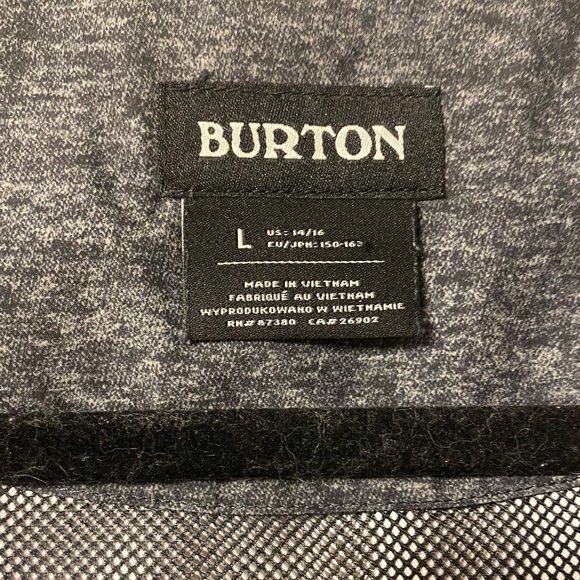 BURTON
L
US: 14/16
EU/JPN: 150-163
MADE IN VIETNAM
FABRIQUÉ AU VIETNAM
WYPRODUKOWANO W WIETNAMIE
RN# 87380 CA# 26902